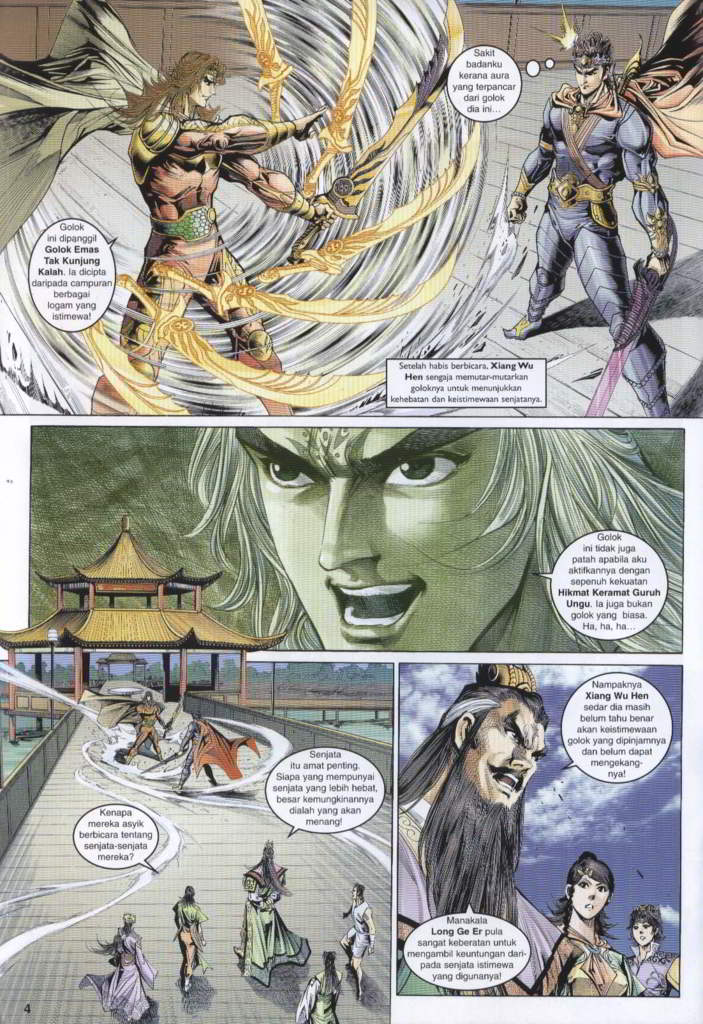 Sakit
badanku
kerana aura
yang terpancar
dari golok
dia ini...
Golok
ini dipanggil
Golok Emas
Tak Kunjung
Kalah. Ia dicipta
daripada campuran
berbagai
logam yang
istimewa!
Setelah habis berbicara, Xiang Wu
Hen sengaja memutar-mutarkan
goloknya untuk menunjukkan
kehebatan dan keistimewaan senjatanya.
Golok
ini tidak juga
patah apabila aku
aktifkannya dengan
sepenuh kekuatan
Hikmat Keramat Guruh
Ungu. Ia juga bukan
golok yang biasa.
Ha, ha, ha...
Senjata
itu amat penting.
Siapa yang mempunyai
senjata yang lebih hebat,
besar kemungkinannya
dialah yang akan
menang!
Kenapa
mereka asyik
berbicara tentang
senjata-senjata
mereka?
Nampaknya
Xiang Wu Hen
sedar dia masih
belum tahu benar
akan keistimewaan
golok yang dipinjamnya
dan belum dapat
mengekang-
nya!
Manakala
Long Ge Er pula
sangat keberatan untuk
mengambil keuntungan dari-
pada senjata istimewa
yang digunanya!
4